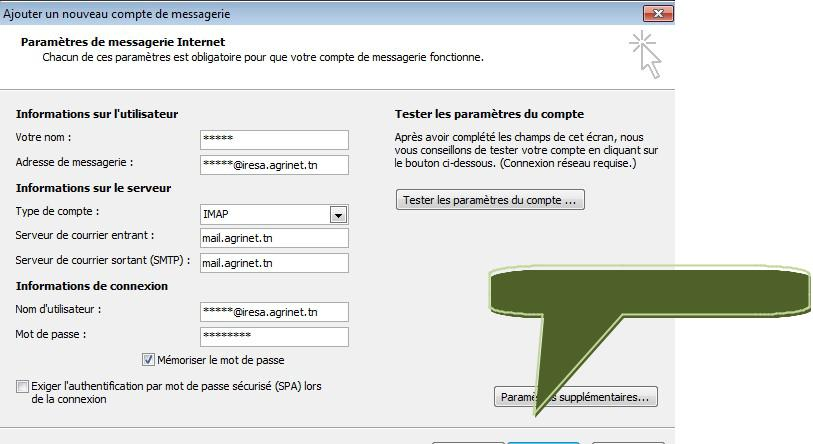 Ajouter un nouveau compte de messagerie
Paramètres de messagerie Internet
Chacun de ces paramètres est obligatoire pour que votre compte de messagerie fonctionne.
Informations sur l'utilisateur
Votre nom :
*****
Adresse de messagerie :
*****@iresa.agrinet.tn
Informations sur le serveur
Type de compte :
IMAP
Serveur de courrier entrant :
mail.agrinet.tn
Serveur de courrier sortant (SMTP) :
mail.agrinet.tn
Informations de connexion
Nom d'utilisateur :
*****@iresa.agrinet.tn
Mot de passe :
********
Mémoriser le mot de passe
Exiger l'authentification par mot de passe sécurisé (SPA) lors
de la connexion
Tester les paramètres du compte
Après avoir complété les champs de cet écran, nous
vous conseillons de tester votre compte en cliquant sur
le bouton ci-dessous. (Connexion réseau requise.)
Tester les paramètres du compte ...
supplémentaires...